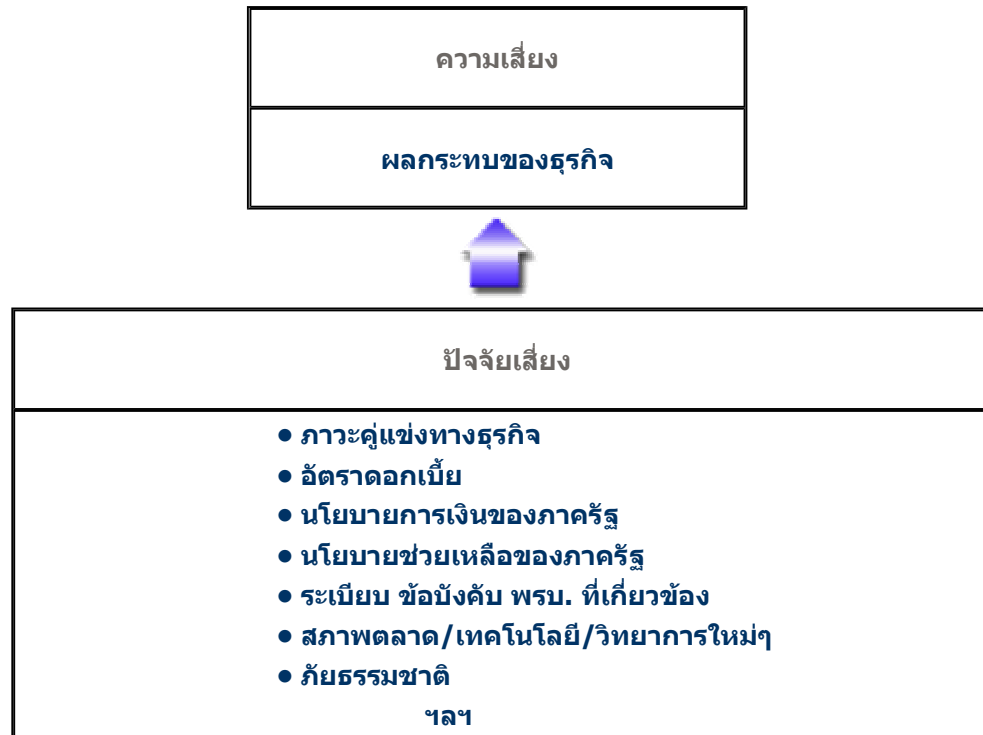 ความเสี่ยง
ผลกระทบของธุรกิจ
ปัจจัยเสี่ยง
● ภาวะคู่แข่งทางธุรกิจ
● อัตราดอกเบี้ย
● นโยบายการเงินของภาครัฐ
● นโยบายช่วยเหลือของภาครัฐ
● ระเบียบ ข้อบังคับ พรบ. ที่เกี่ยวข้อง
● สภาพตลาด/เทคโนโลยี/วิทยาการใหม่ๆ
● ภัยธรรมชาติ
ฯลฯ